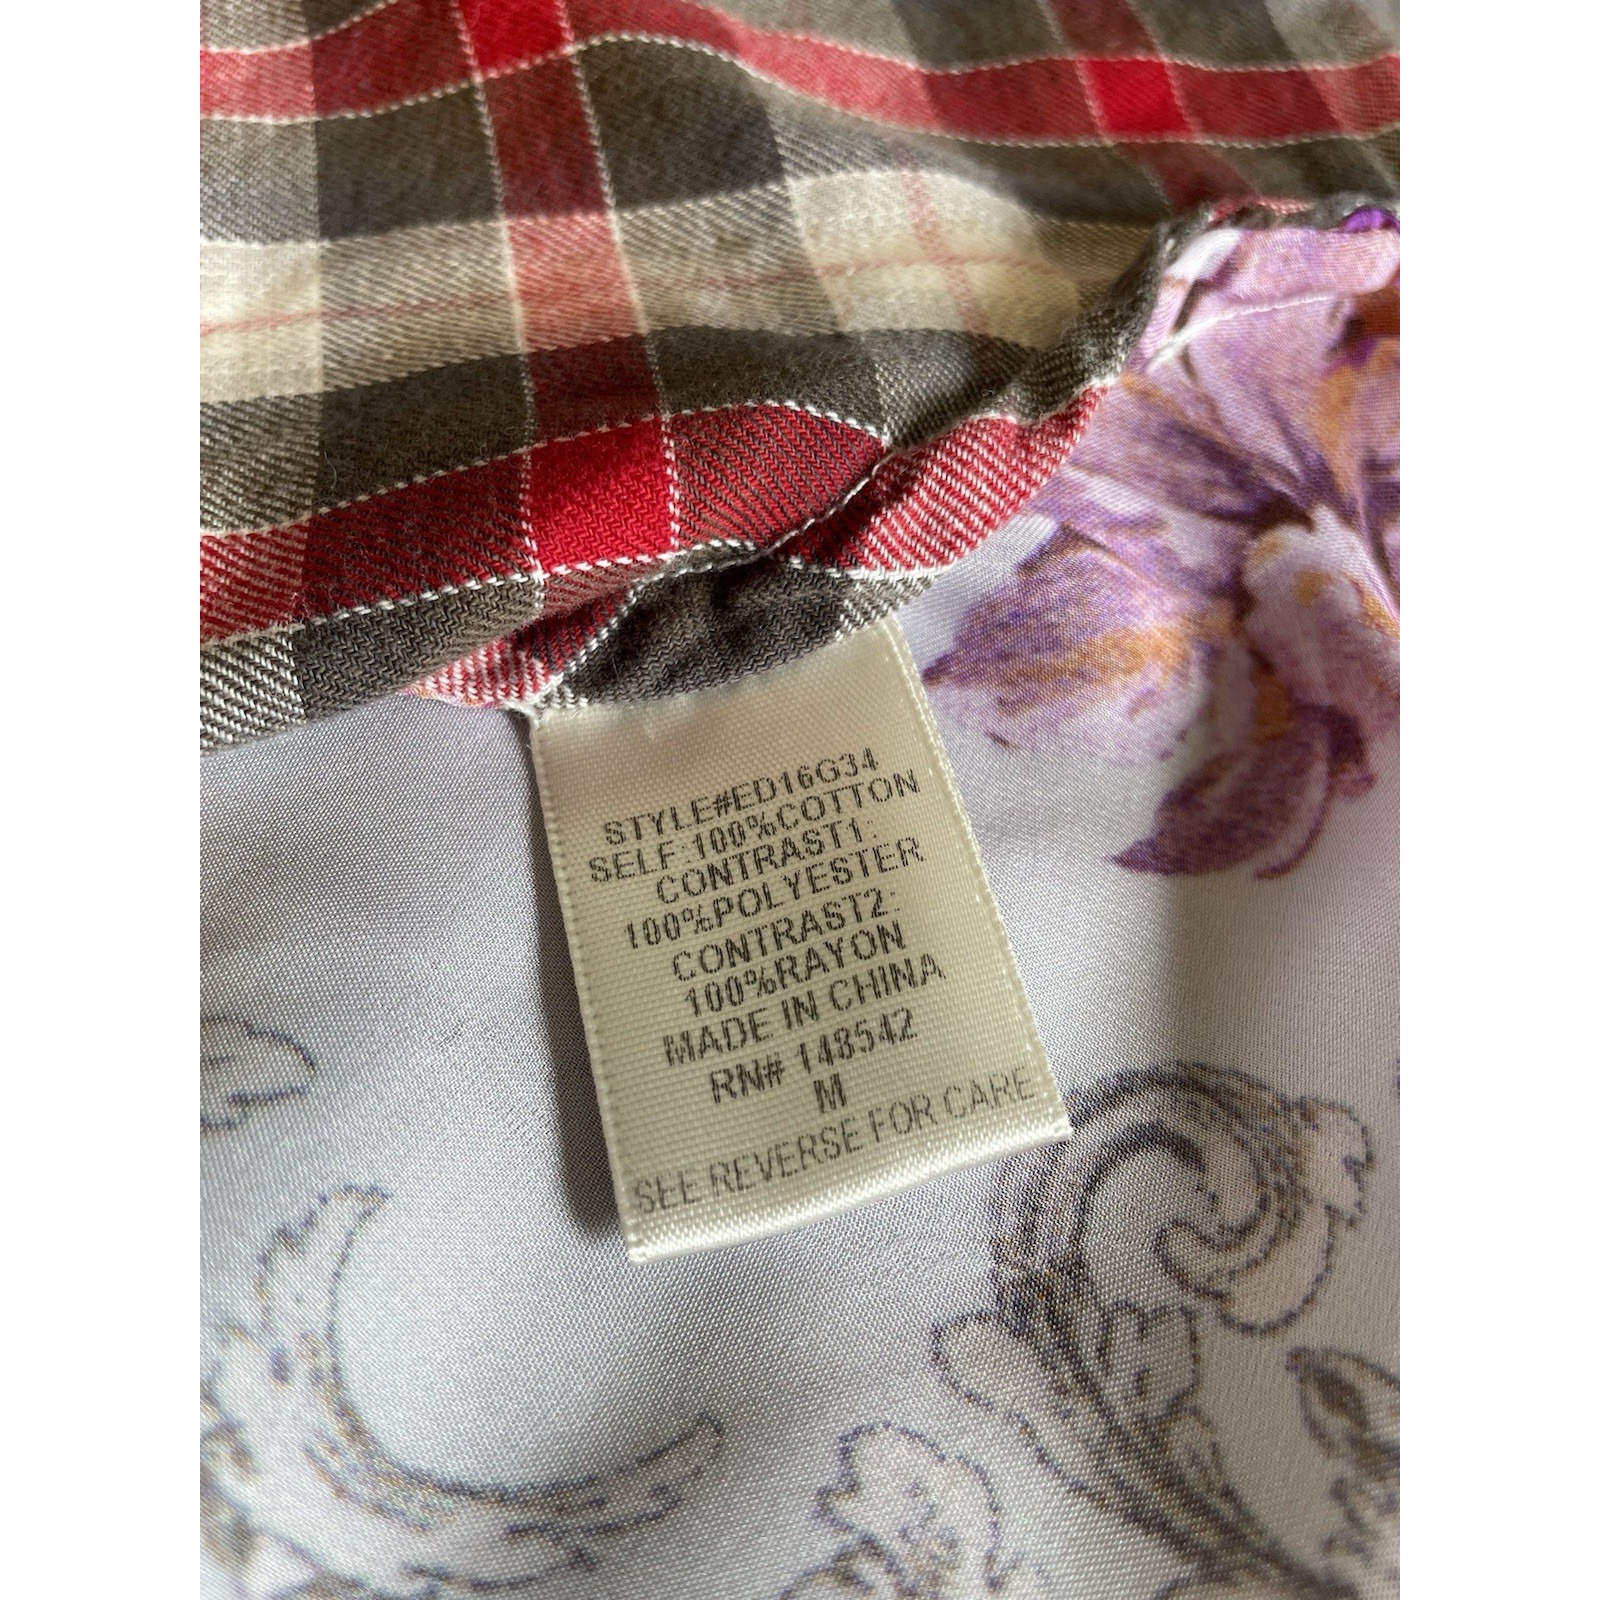 STYLE#ED16G34
SELF:100%COTTON
CONTRAST1:
100%POLYESTER
CONTRAST2:
100%RAYON
MADE IN CHINA
RN# 148542
M
SEE REVERSE FOR CARE